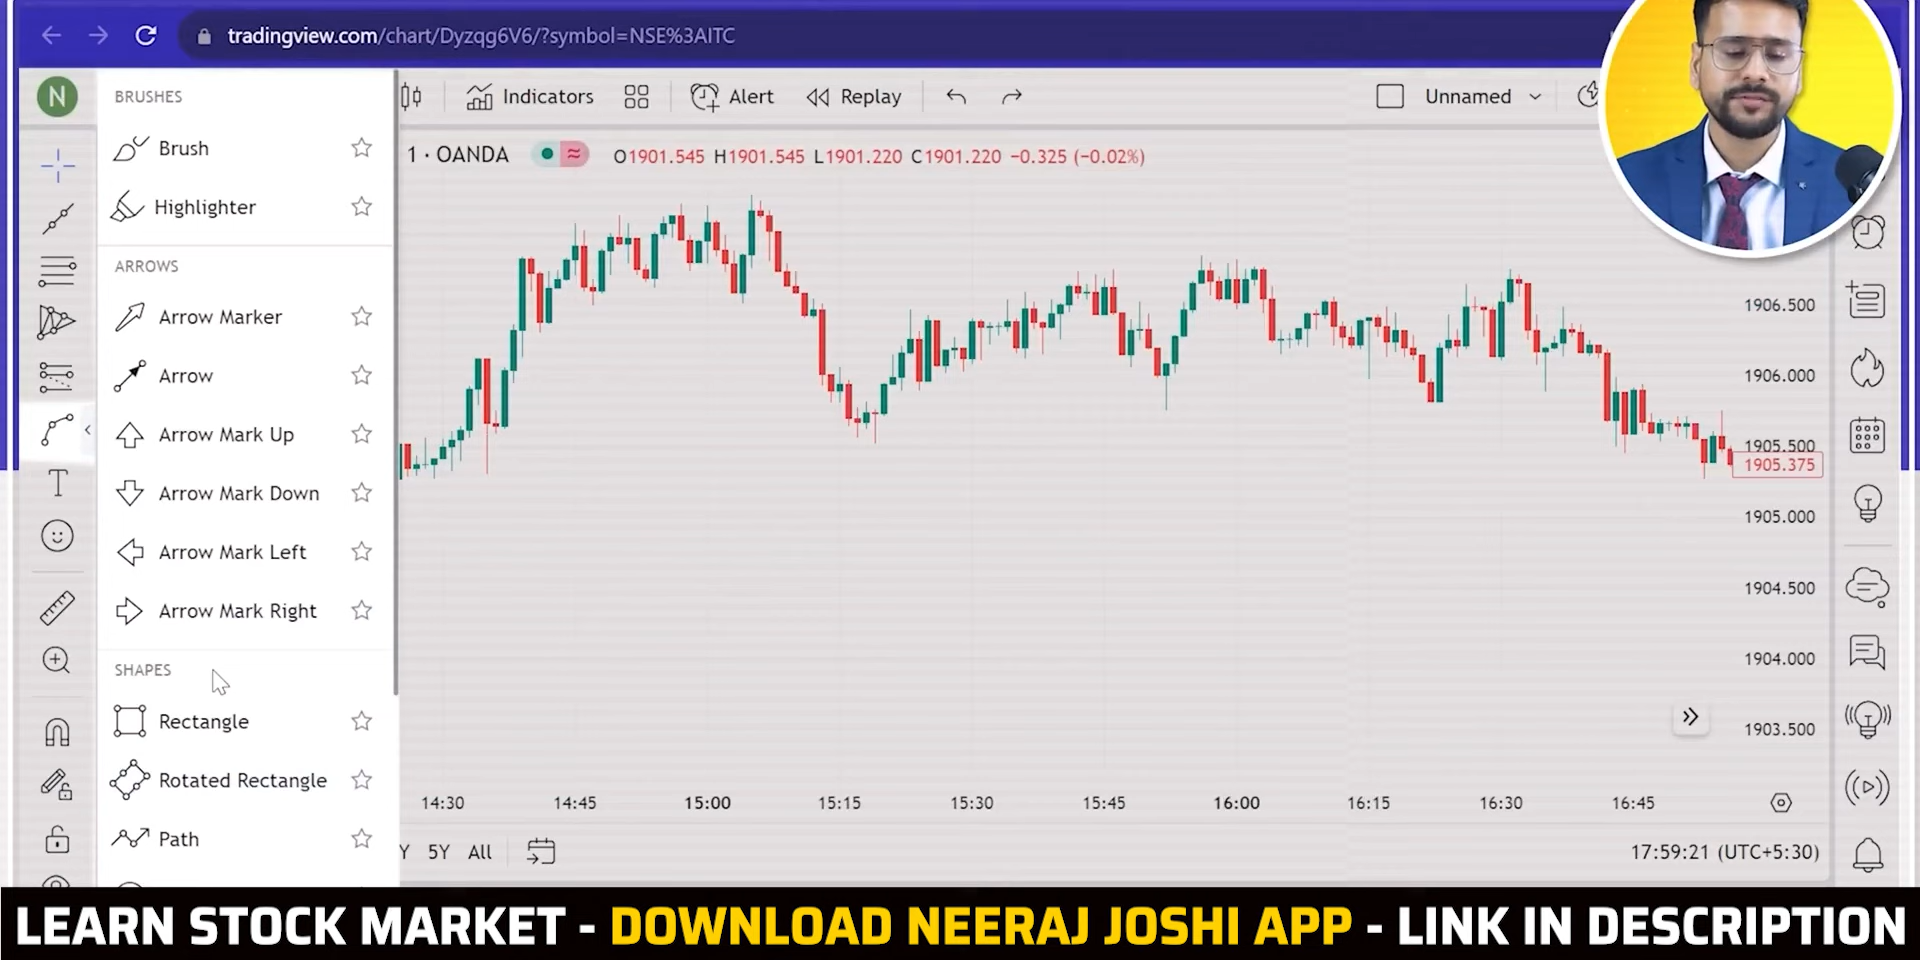 tradingview.com/chart/Dyzqg6V6/?symbol=NSE%3AITC
N
BRUSHES
Indicators
Alert
Replay
Unnamed
Brush
1 · OANDA
O1901.545 H1901.545 L1901.220 C1901.220 −0.325 (−0.02%)
Highlighter
ARROWS
Arrow Marker
Arrow
Arrow Mark Up
Arrow Mark Down
Arrow Mark Left
Arrow Mark Right
SHAPES
Rectangle
Rotated Rectangle
Path
1906.500
1906.000
1905.500
1905.375
1905.000
1904.500
1904.000
1903.500
14:30 14:45 15:00 15:15 15:30 15:45 16:00 16:15 16:30 16:45
Y 5Y All
17:59:21 (UTC+5:30)
LEARN STOCK MARKET - DOWNLOAD NEERAJ JOSHI APP - LINK IN DESCRIPTION